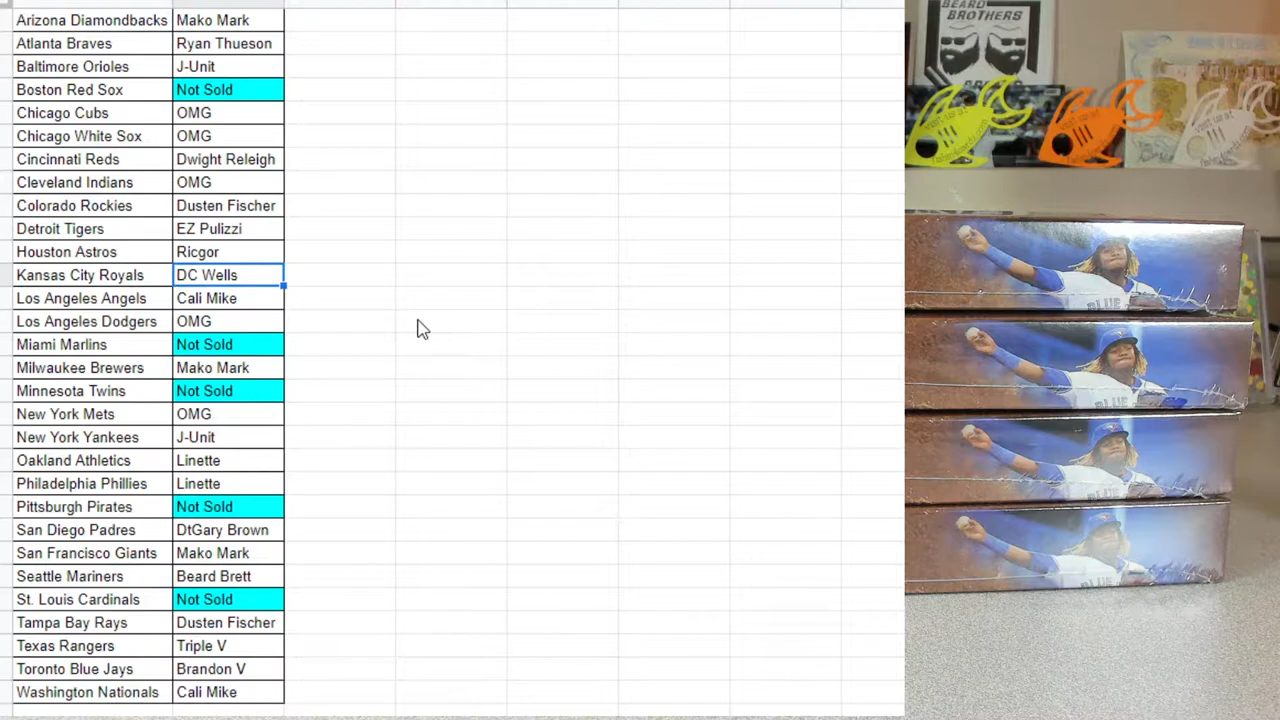 Arizona Diamondbacks Mako Mark
Atlanta Braves Ryan Thueson
Baltimore Orioles J-Unit
Boston Red Sox Not Sold
Chicago Cubs OMG
Chicago White Sox OMG
Cincinnati Reds Dwight Releigh
Cleveland Indians OMG
Colorado Rockies Dusten Fischer
Detroit Tigers EZ Pulizzi
Houston Astros Ricgor
Kansas City Royals DC Wells
Los Angeles Angels Cali Mike
Los Angeles Dodgers OMG
Miami Marlins Not Sold
Milwaukee Brewers Mako Mark
Minnesota Twins Not Sold
New York Mets OMG
New York Yankees J-Unit
Oakland Athletics Linette
Philadelphia Phillies Linette
Pittsburgh Pirates Not Sold
San Diego Padres DtGary Brown
San Francisco Giants Mako Mark
Seattle Mariners Beard Brett
St. Louis Cardinals Not Sold
Tampa Bay Rays Dusten Fischer
Texas Rangers Triple V
Toronto Blue Jays Brandon V
Washington Nationals Cali Mike
BEARD
BROTHERS
BLUE
BLUE
BLUE
BLUE